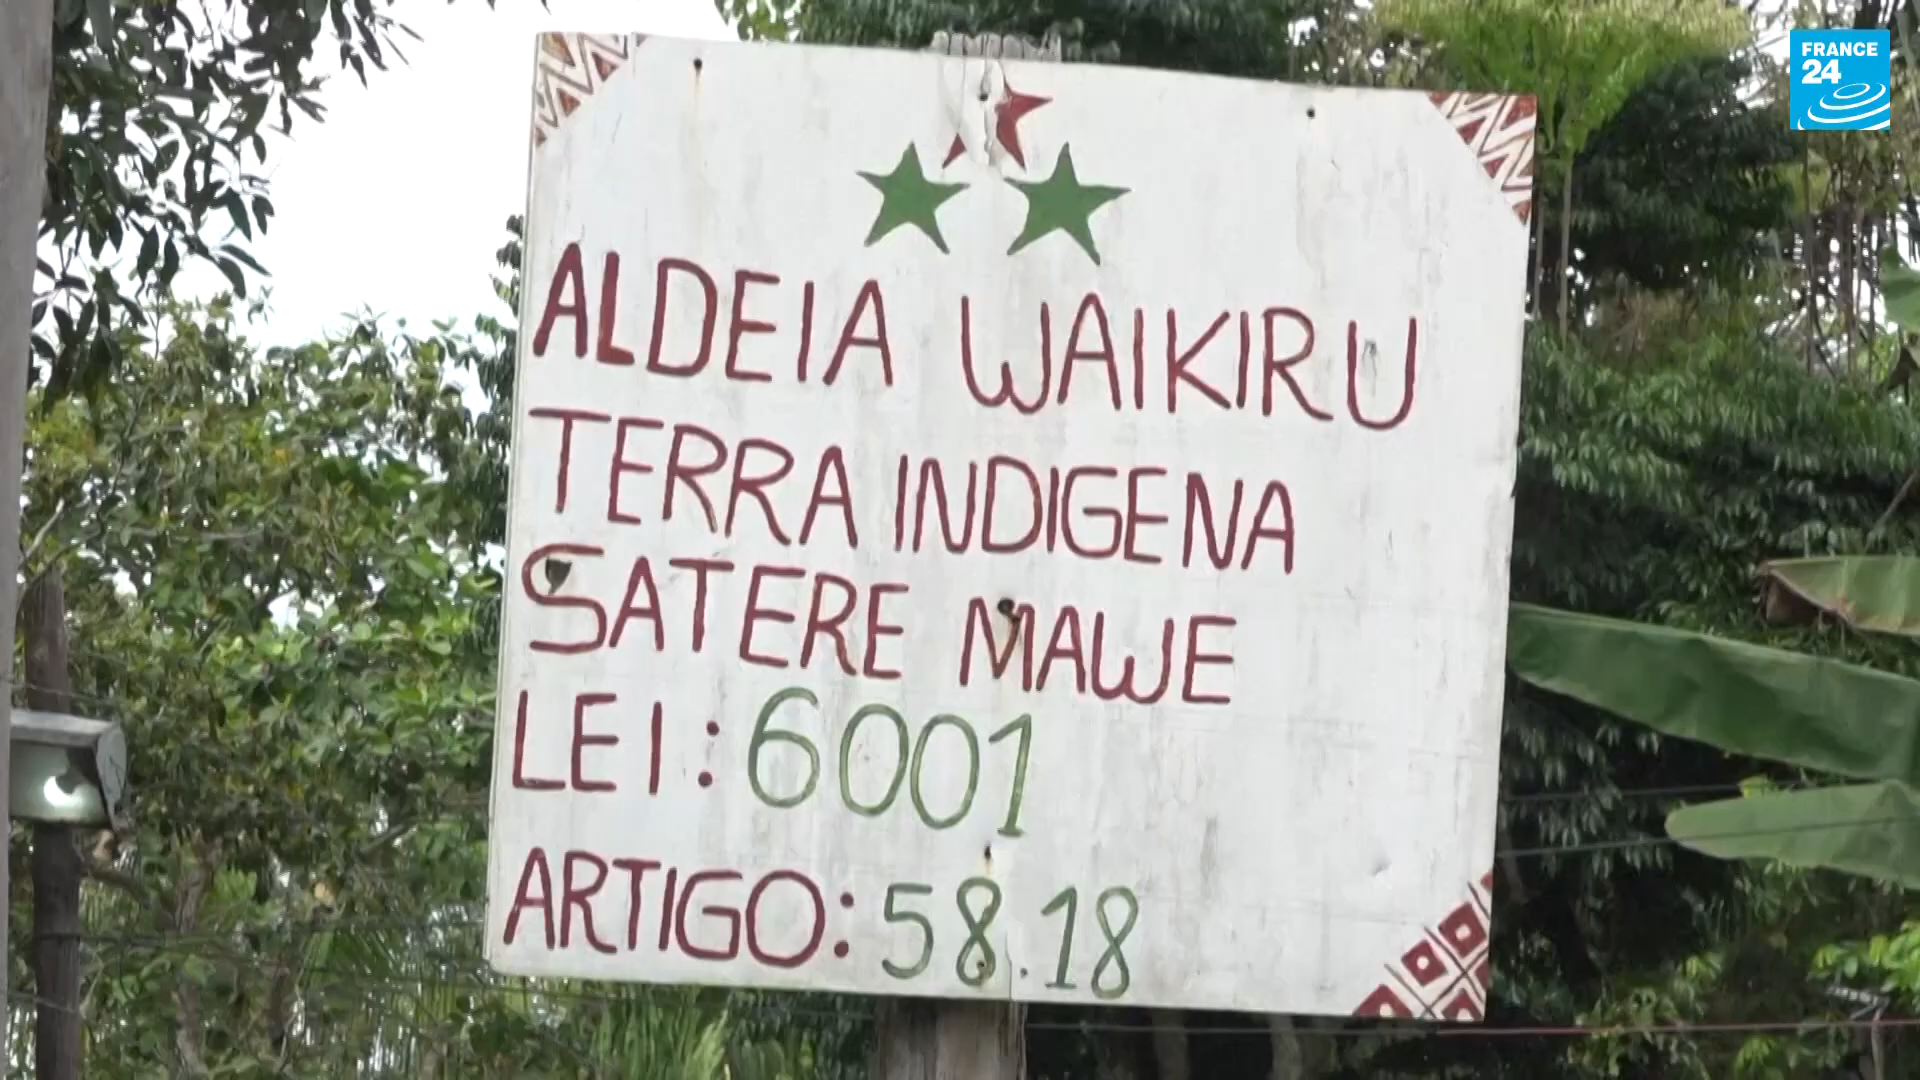 FRANCE
24
ALDEIA WAIKIRU
TERRA INDIGENA
SATERE MAWE
LEI: 6001
ARTIGO: 58.18